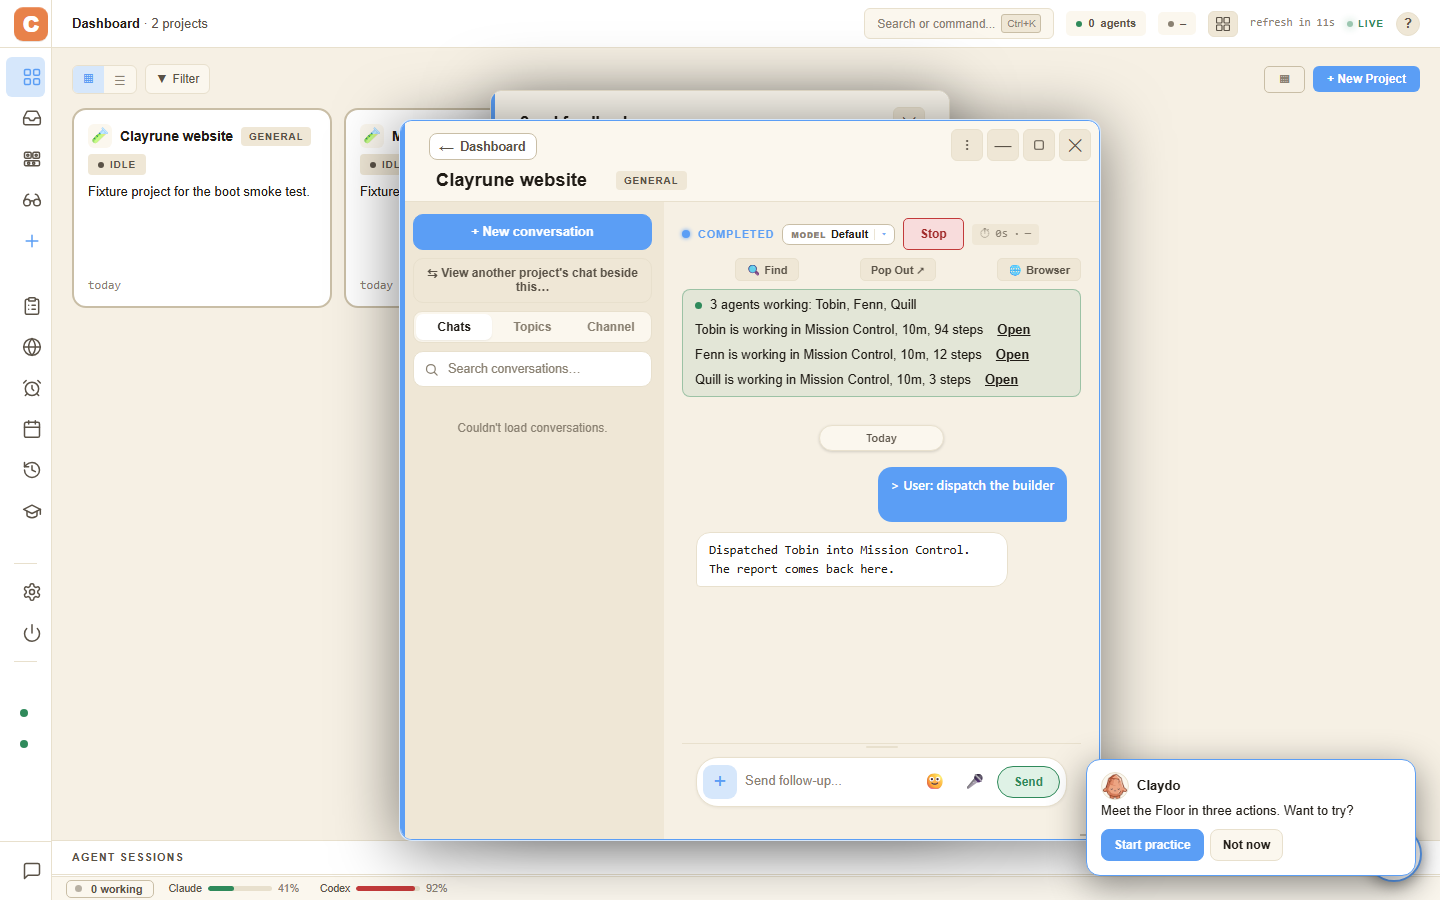 C
Dashboard · 2 projects
Search or command... Ctrl+K
0 agents
–
refresh in 11s
LIVE
?
▼ Filter
+ New Project
Clayrune website GENERAL
IDLE
Fixture project for the boot smoke test.
today
today
← Dashboard
Clayrune website GENERAL
+ New conversation
⇆ View another project's chat beside
this...
Chats Topics Channel
Search conversations...
Couldn't load conversations.
COMPLETED MODEL Default Stop 0s · –
Find Pop Out ↗ Browser
3 agents working: Tobin, Fenn, Quill
Tobin is working in Mission Control, 10m, 94 steps Open
Fenn is working in Mission Control, 10m, 12 steps Open
Quill is working in Mission Control, 10m, 3 steps Open
Today
> User: dispatch the builder
Dispatched Tobin into Mission Control.
The report comes back here.
+ Send follow-up... Send
Claydo
Meet the Floor in three actions. Want to try?
Start practice Not now
AGENT SESSIONS
0 working Claude 41% Codex 92%